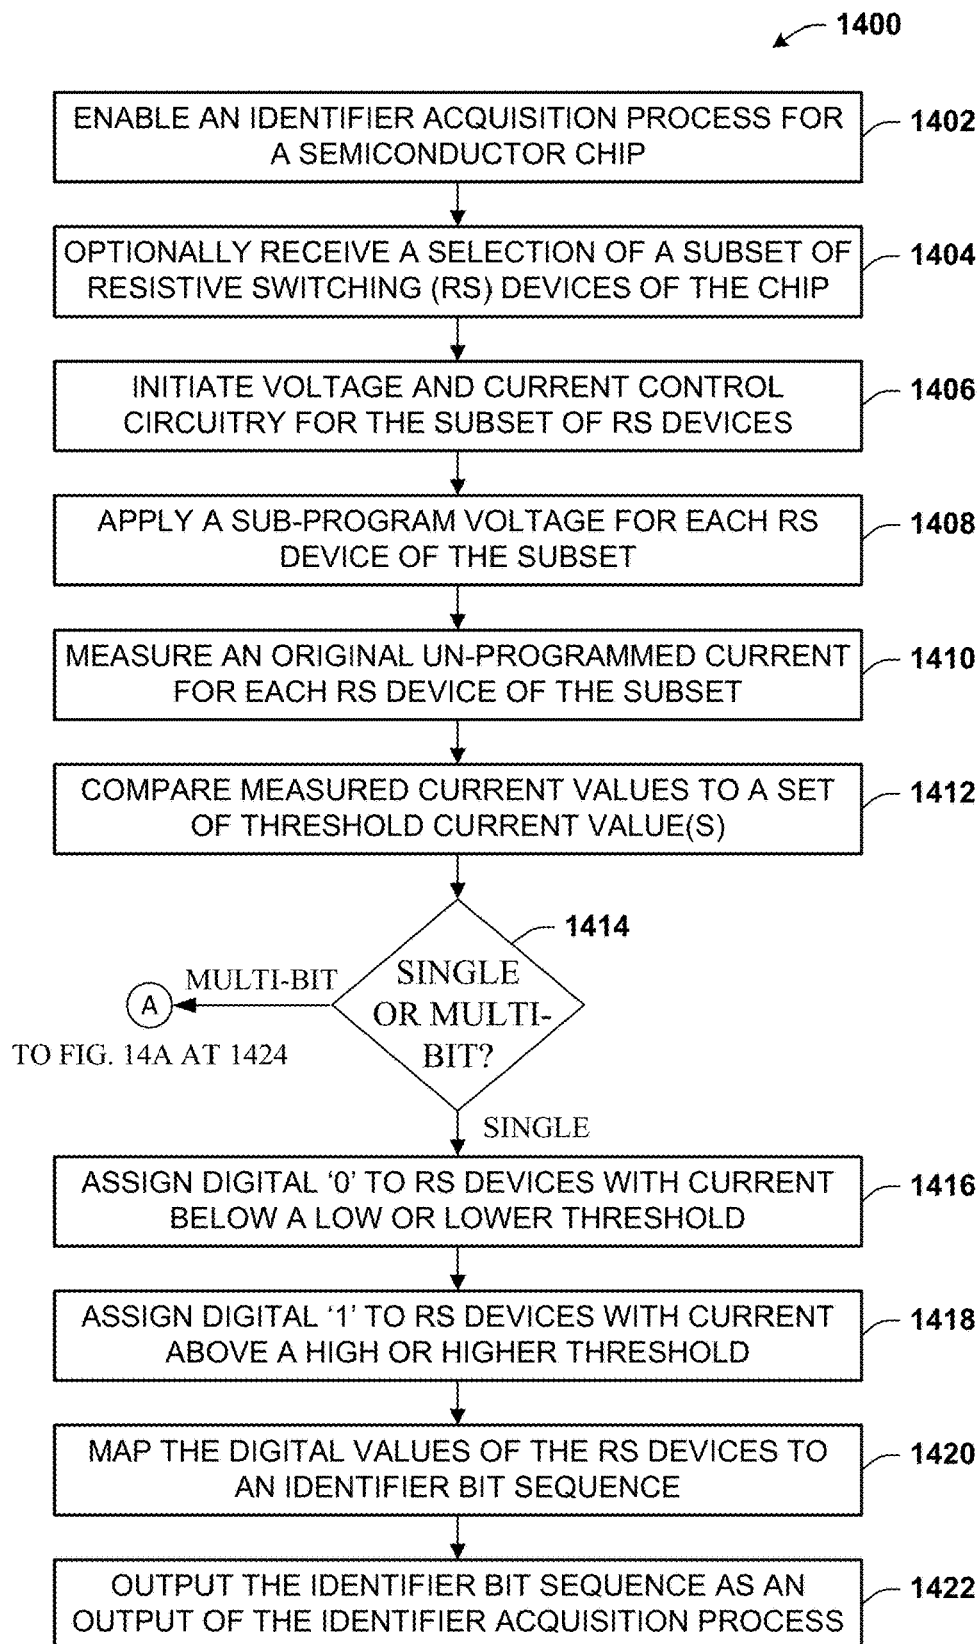 1400
ENABLE AN IDENTIFIER ACQUISITION PROCESS FOR
A SEMICONDUCTOR CHIP
1402
OPTIONALLY RECEIVE A SELECTION OF A SUBSET OF
RESISTIVE SWITCHING (RS) DEVICES OF THE CHIP
1404
INITIATE VOLTAGE AND CURRENT CONTROL
CIRCUITRY FOR THE SUBSET OF RS DEVICES
1406
APPLY A SUB-PROGRAM VOLTAGE FOR EACH RS
DEVICE OF THE SUBSET
1408
MEASURE AN ORIGINAL UN-PROGRAMMED CURRENT
FOR EACH RS DEVICE OF THE SUBSET
1410
COMPARE MEASURED CURRENT VALUES TO A SET
OF THRESHOLD CURRENT VALUE(S)
1412
1414
SINGLE
OR MULTI-
BIT?
MULTI-BIT
A
TO FIG. 14A AT 1424
SINGLE
ASSIGN DIGITAL ‘0’ TO RS DEVICES WITH CURRENT
BELOW A LOW OR LOWER THRESHOLD
1416
ASSIGN DIGITAL ‘1’ TO RS DEVICES WITH CURRENT
ABOVE A HIGH OR HIGHER THRESHOLD
1418
MAP THE DIGITAL VALUES OF THE RS DEVICES TO
AN IDENTIFIER BIT SEQUENCE
1420
OUTPUT THE IDENTIFIER BIT SEQUENCE AS AN
OUTPUT OF THE IDENTIFIER ACQUISITION PROCESS
1422